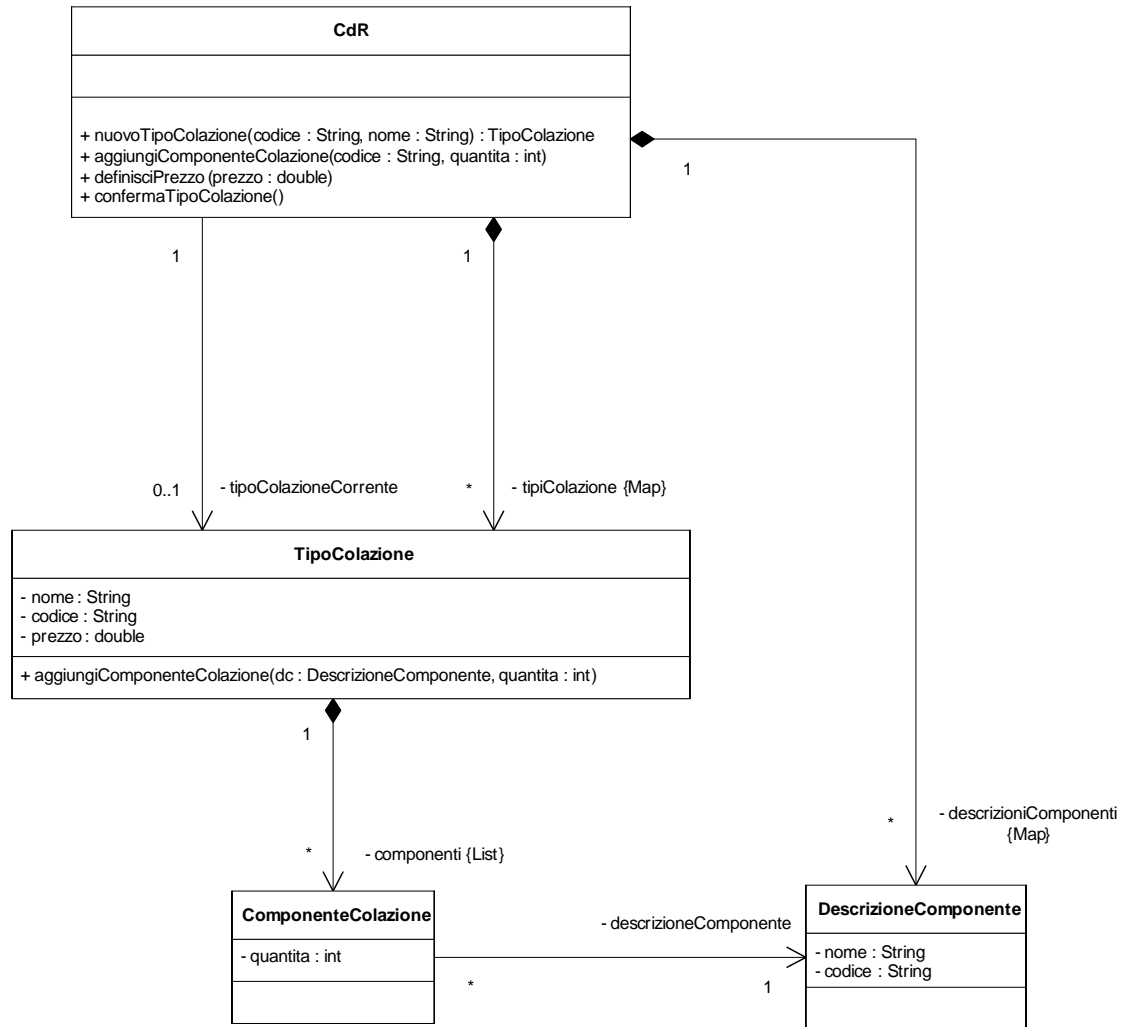 CdR
+ nuovoTipoColazione(codice : String, nome : String) : TipoColazione
+ aggiungiComponenteColazione(codice : String, quantita : int)
+ definisciPrezzo(prezzo : double)
+ confermaTipoColazione()
1
1
1
0..1
- tipoColazioneCorrente
*
- tipiColazione {Map}
TipoColazione
- nome : String
- codice : String
- prezzo : double
+ aggiungiComponenteColazione(dc : DescrizioneComponente, quantita : int)
1
*
- descrizioniComponenti
{Map}
*
- componenti {List}
ComponenteColazione
- quantita : int
- descrizioneComponente
*
1
DescrizioneComponente
- nome : String
- codice : String